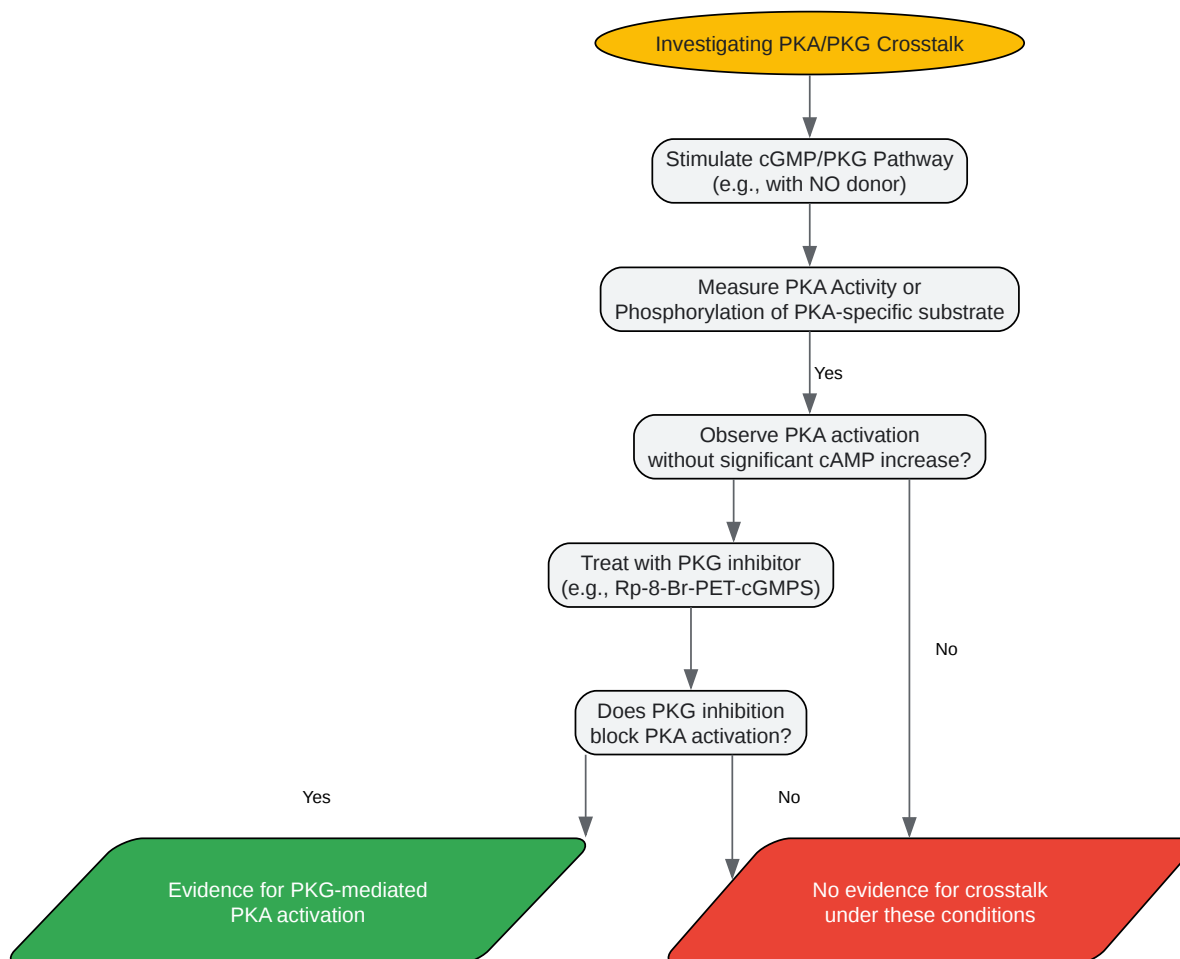 Investigating PKA/PKG Crosstalk
Stimulate cGMP/PKG Pathway
(e.g., with NO donor)
Measure PKA Activity or
Phosphorylation of PKA-specific substrate
Yes
Observe PKA activation
without significant cAMP increase?
Treat with PKG inhibitor
(e.g., Rp-8-Br-PET-cGMPS)
No
Does PKG inhibition
block PKA activation?
Yes
No
Evidence for PKG-mediated
PKA activation
No evidence for crosstalk
under these conditions